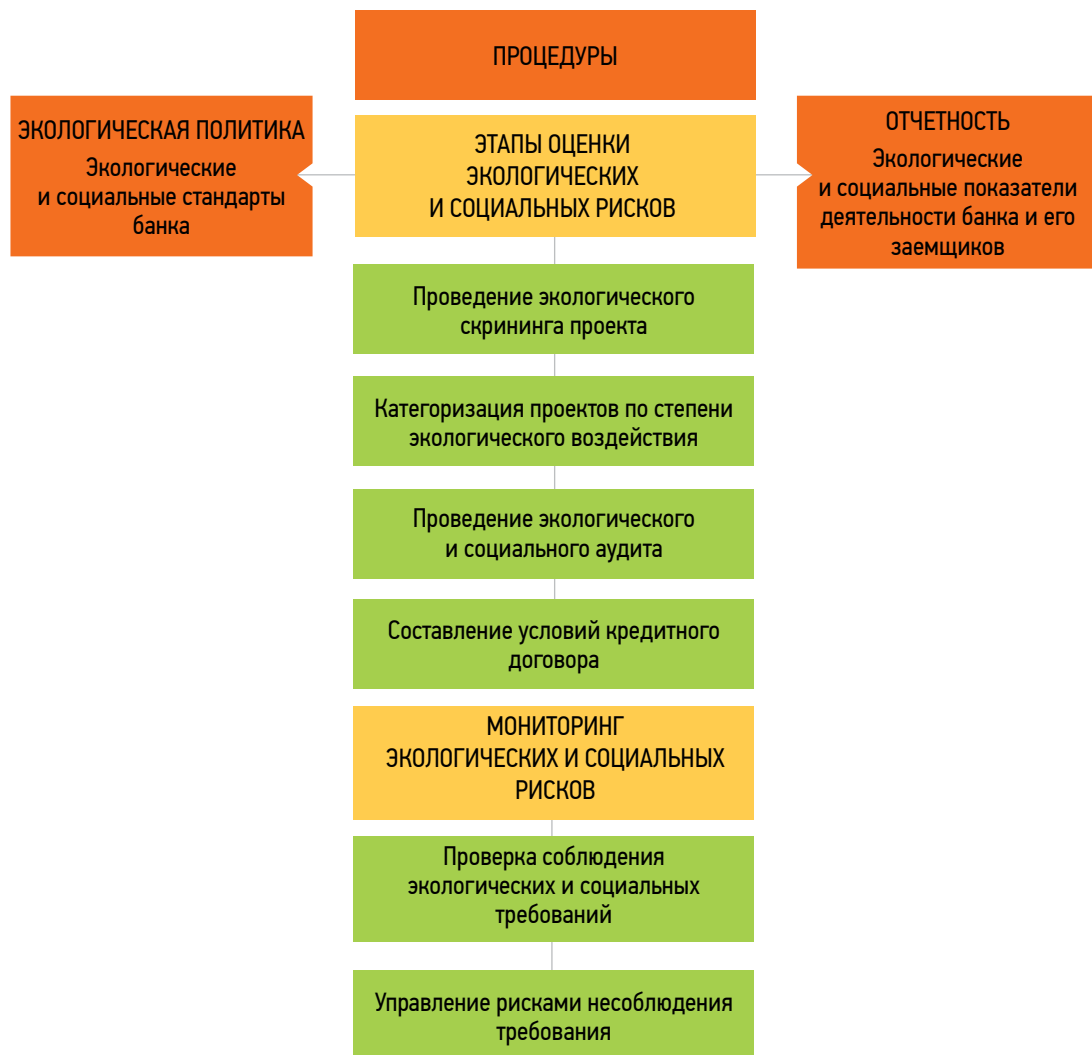 ПРОЦЕДУРЫ
ЭКОЛОГИЧЕСКАЯ ПОЛИТИКА
Экологические
и социальные стандарты
банка
ЭТАПЫ ОЦЕНКИ
ЭКОЛОГИЧЕСКИХ
И СОЦИАЛЬНЫХ РИСКОВ
ОТЧЕТНОСТЬ
Экологические
и социальные показатели
деятельности банка и его
заемщиков
Проведение экологического
скрининга проекта
Категоризация проектов по степени
экологического воздействия
Проведение экологического
и социального аудита
Составление условий кредитного
договора
МОНИТОРИНГ
ЭКОЛОГИЧЕСКИХ И СОЦИАЛЬНЫХ
РИСКОВ
Проверка соблюдения
экологических и социальных
требований
Управление рисками несоблюдения
требования